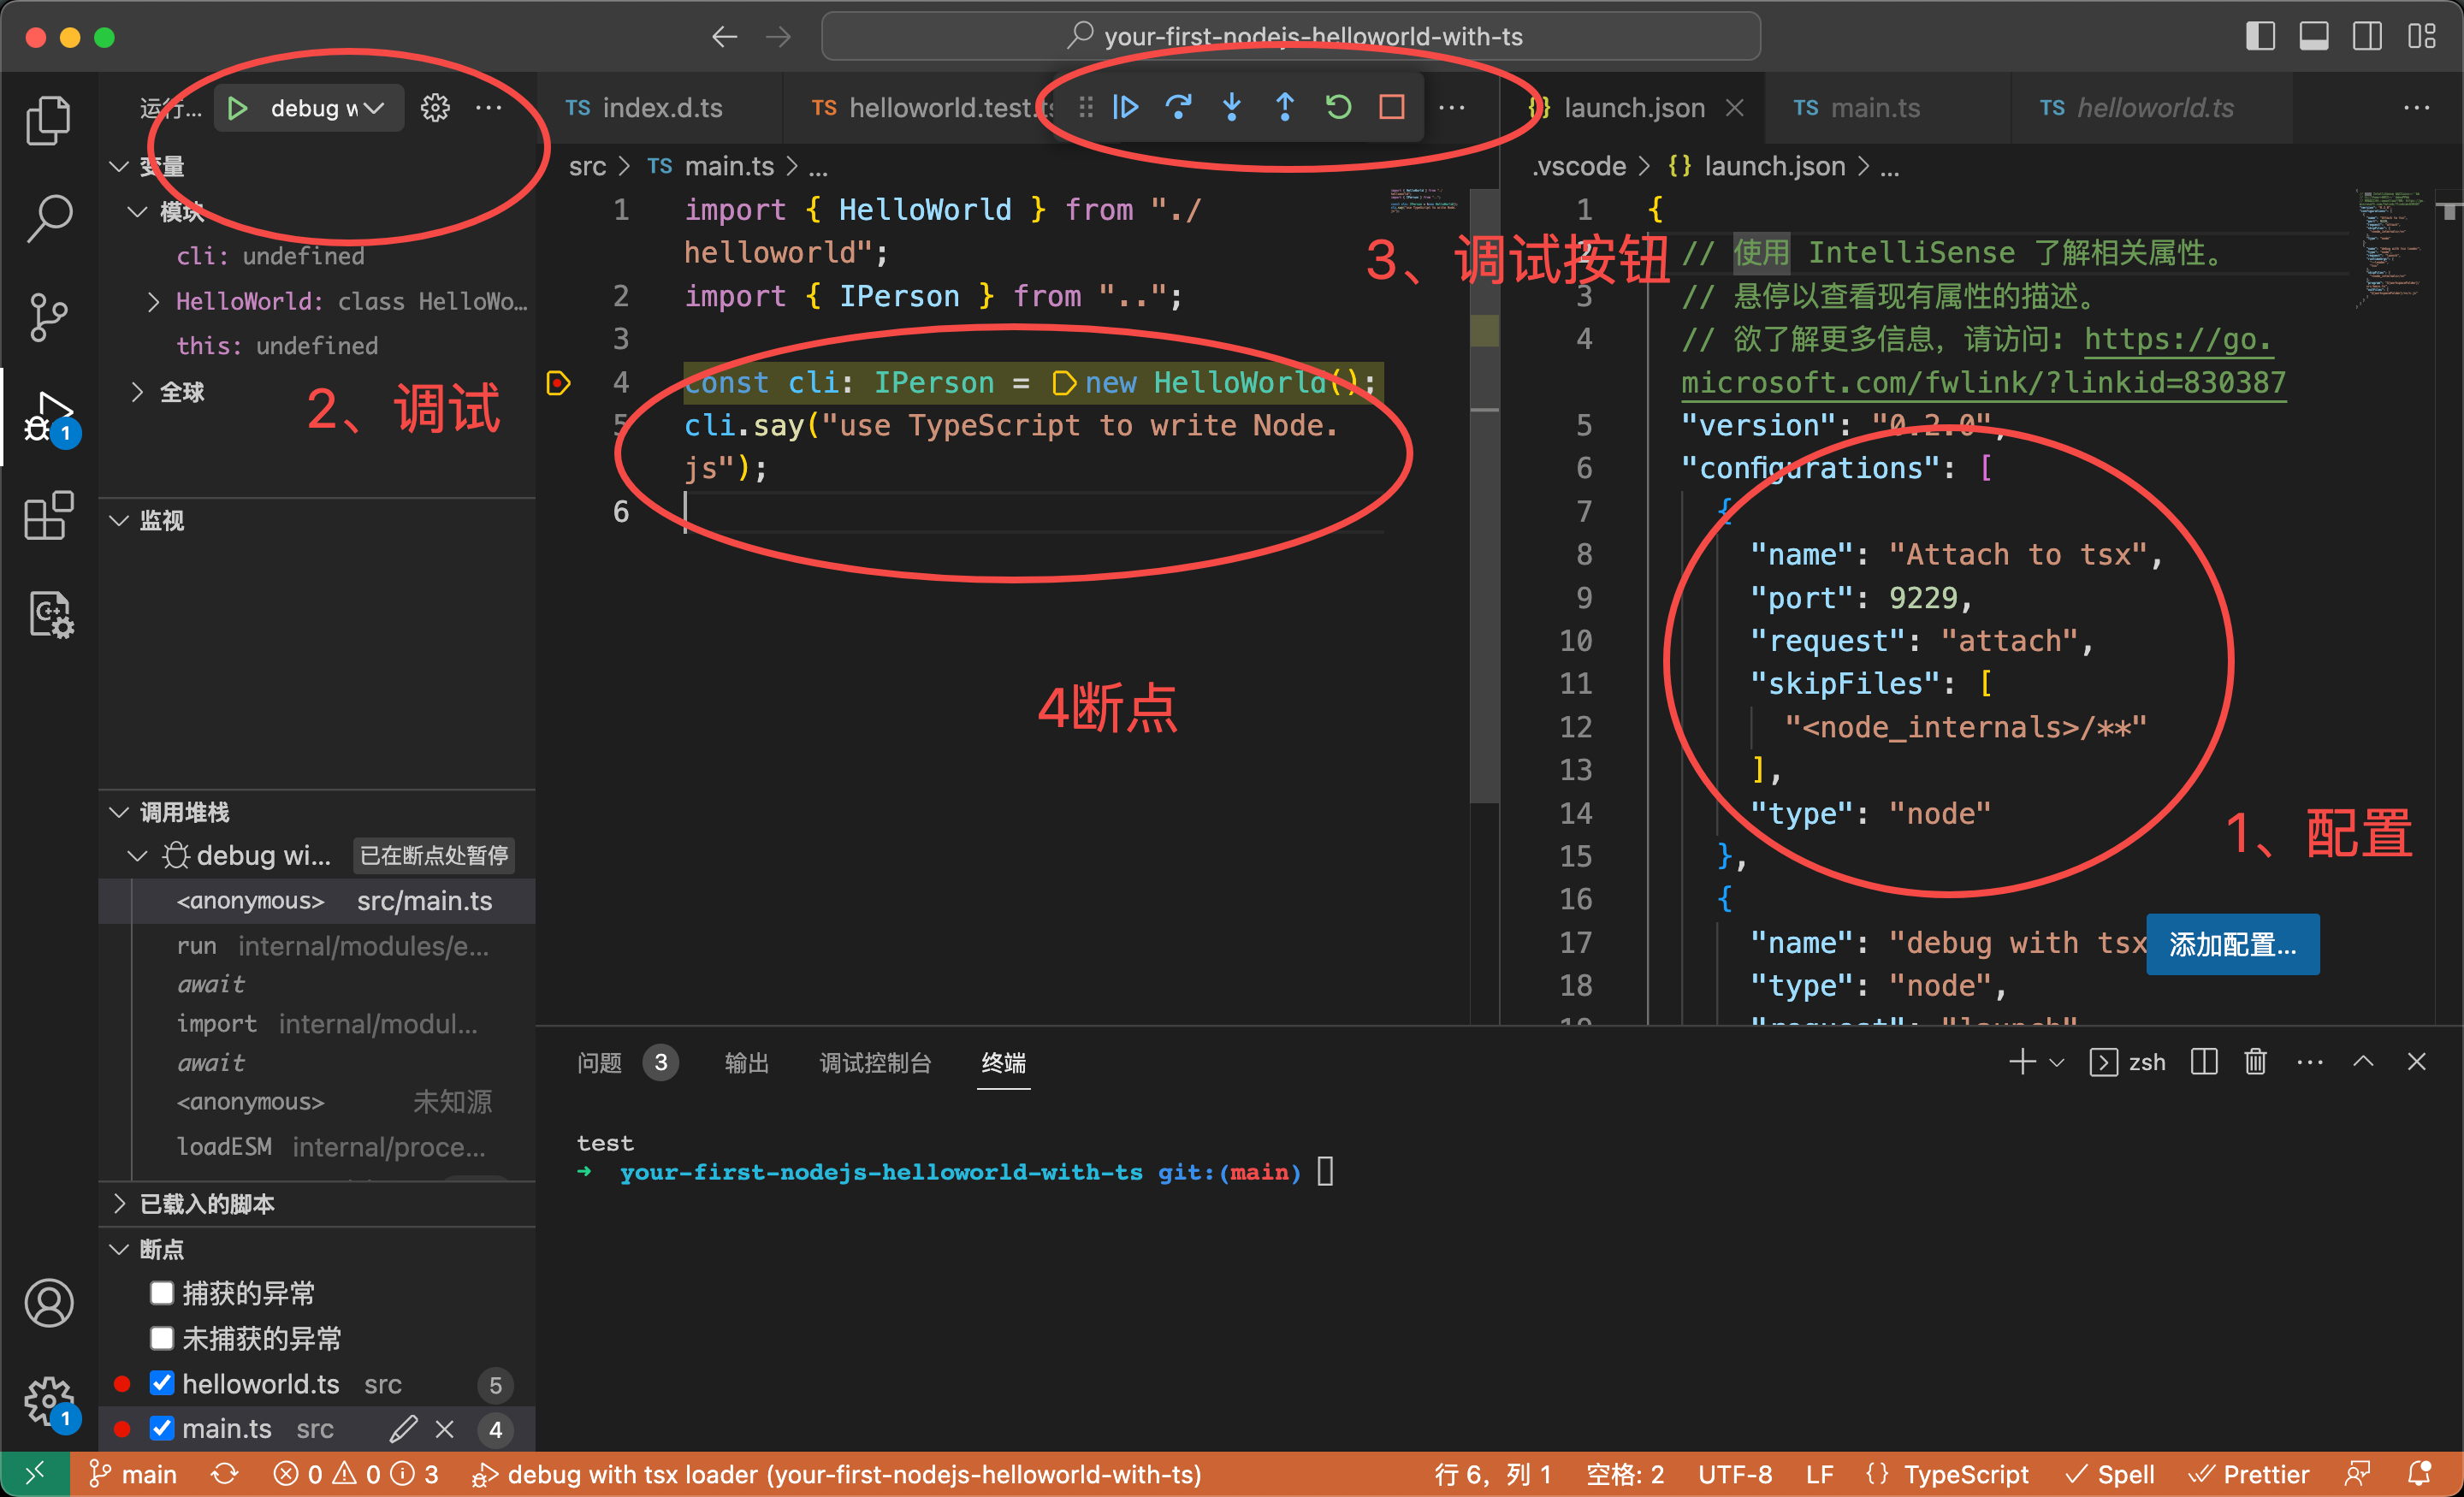 your-first-nodejs-helloworld-with-ts
运行...
debug w
TS index.d.ts
TS helloworld.test.ts
{} launch.json
TS main.ts
TS helloworld.ts
变量
模块
cli: undefined
HelloWorld: class HelloWo...
this: undefined
全球
2、调试
监视
调用堆栈
debug wi... 已在断点处暂停
<anonymous> src/main.ts
run internal/modules/e...
await
import internal/modul...
await
<anonymous> 未知源
loadESM internal/proce...
已载入的脚本
断点
捕获的异常
未捕获的异常
helloworld.ts src 5
main.ts src 4
src > TS main.ts > ...
1 import { HelloWorld } from "./
helloworld";
2 import { IPerson } from "..";
3
4 const cli: IPerson = new HelloWorld();
5 cli.say("use TypeScript to write Node.
js");
6
3、调试按钮
4断点
.vscode > {} launch.json > ...
1 {
2 // 使用 IntelliSense 了解相关属性。
3 // 悬停以查看现有属性的描述。
4 // 欲了解更多信息，请访问: https://go.
microsoft.com/fwlink/?linkid=830387
5 "version": "0.2.0",
6 "configurations": [
7 {
8 "name": "Attach to tsx",
9 "port": 9229,
10 "request": "attach",
11 "skipFiles": [
12 "<node_internals>/**"
13 ],
14 "type": "node"
15 },
16 {
17 "name": "debug with tsx
18 "type": "node",
19 "request": "launch"
1、配置
添加配置...
问题 3 输出 调试控制台 终端
zsh
test
→ your-first-nodejs-helloworld-with-ts git:(main)
1
1
main 0 0 3 debug with tsx loader (your-first-nodejs-helloworld-with-ts)
行 6，列 1 空格: 2 UTF-8 LF {} TypeScript Spell Prettier